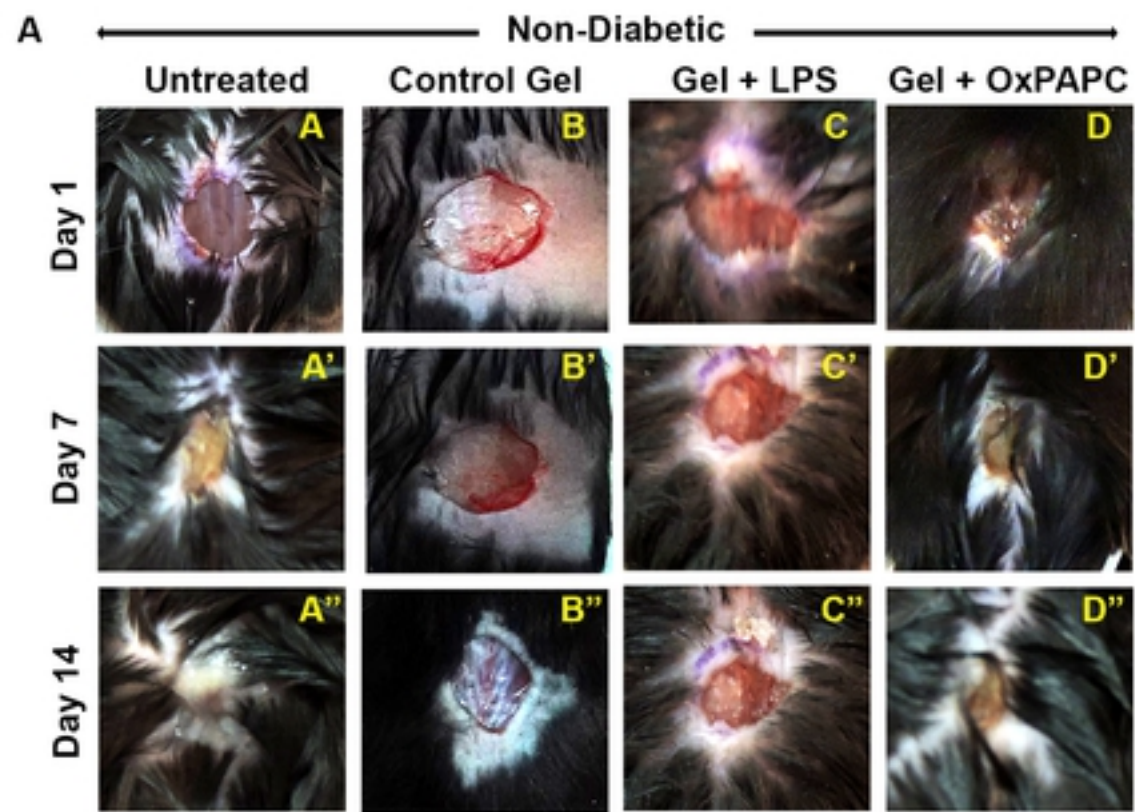 A
Non-Diabetic
Untreated Control Gel Gel + LPS Gel + OxPAPC
Day 1
A B C D
Day 7
A’ B’ C’ D’
Day 14
A” B” C” D”